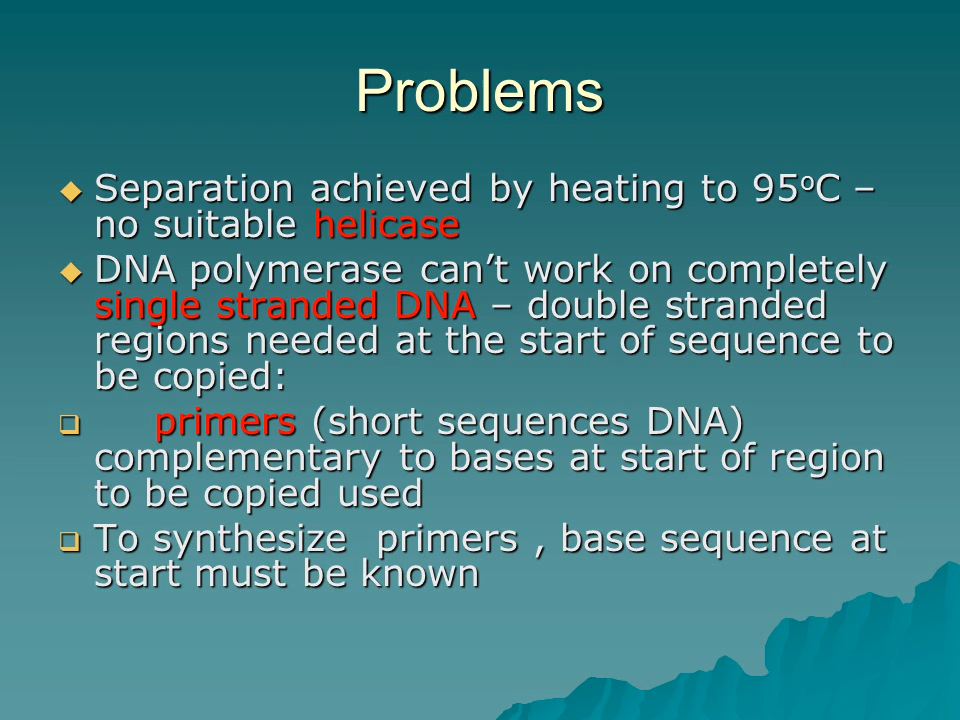 Problems
Separation achieved by heating to 95oC –
no suitable helicase
DNA polymerase can’t work on completely
single stranded DNA – double stranded
regions needed at the start of sequence to
be copied:
primers (short sequences DNA)
complementary to bases at start of region
to be copied used
To synthesize primers , base sequence at
start must be known